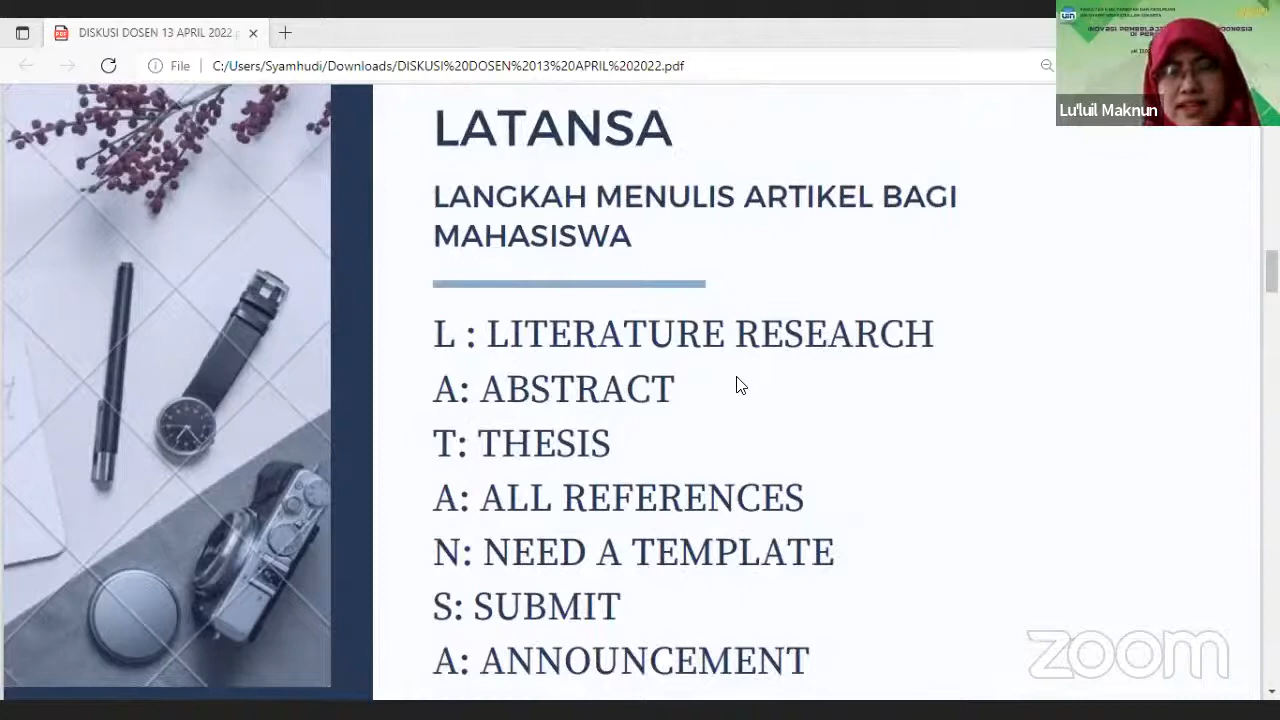 DISKUSI DOSEN 13 APRIL 2022
File
C:/Users/Syamhudi/Downloads/DISKUSI%20DOSEN%2013%20APRIL%202022.pdf
LATANSA
LANGKAH MENULIS ARTIKEL BAGI
MAHASISWA
L : LITERATURE RESEARCH
A: ABSTRACT
T: THESIS
A: ALL REFERENCES
N: NEED A TEMPLATE
S: SUBMIT
A: ANNOUNCEMENT
Lu'luil Maknun
zoom